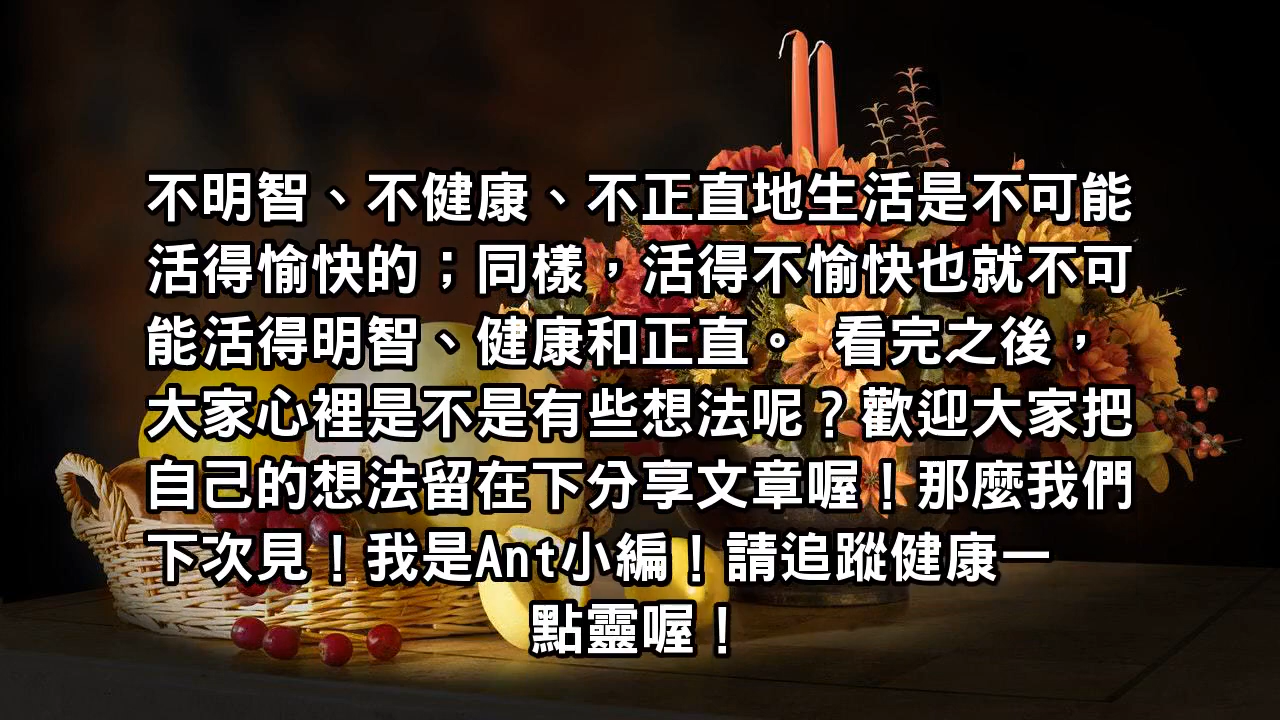 不明智、不健康、不正直地生活是不可能
活得愉快的；同樣，活得不愉快也就不可
能活得明智、健康和正直。 看完之後，
大家心裡是不是有些想法呢？歡迎大家把
自己的想法留在下分享文章喔！那麼我們
下次見！我是Ant小編！請追蹤健康一
點靈喔！